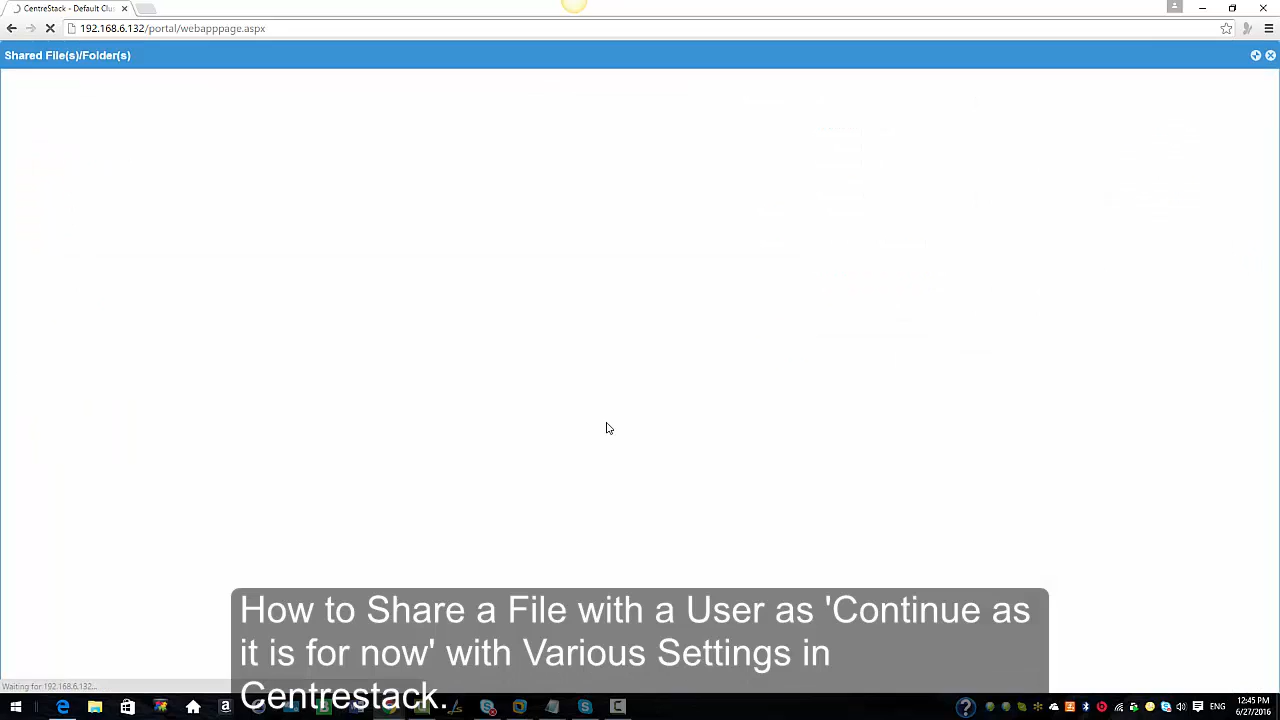 CentreStack - Default Clus
192.168.6.132/portal/webapppage.aspx
Shared File(s)/Folder(s)
How to Share a File with a User as 'Continue as
it is for now' with Various Settings in
Centrestack.
Waiting for 192.168.6.132...
ENG
12:45 PM
6/27/2016